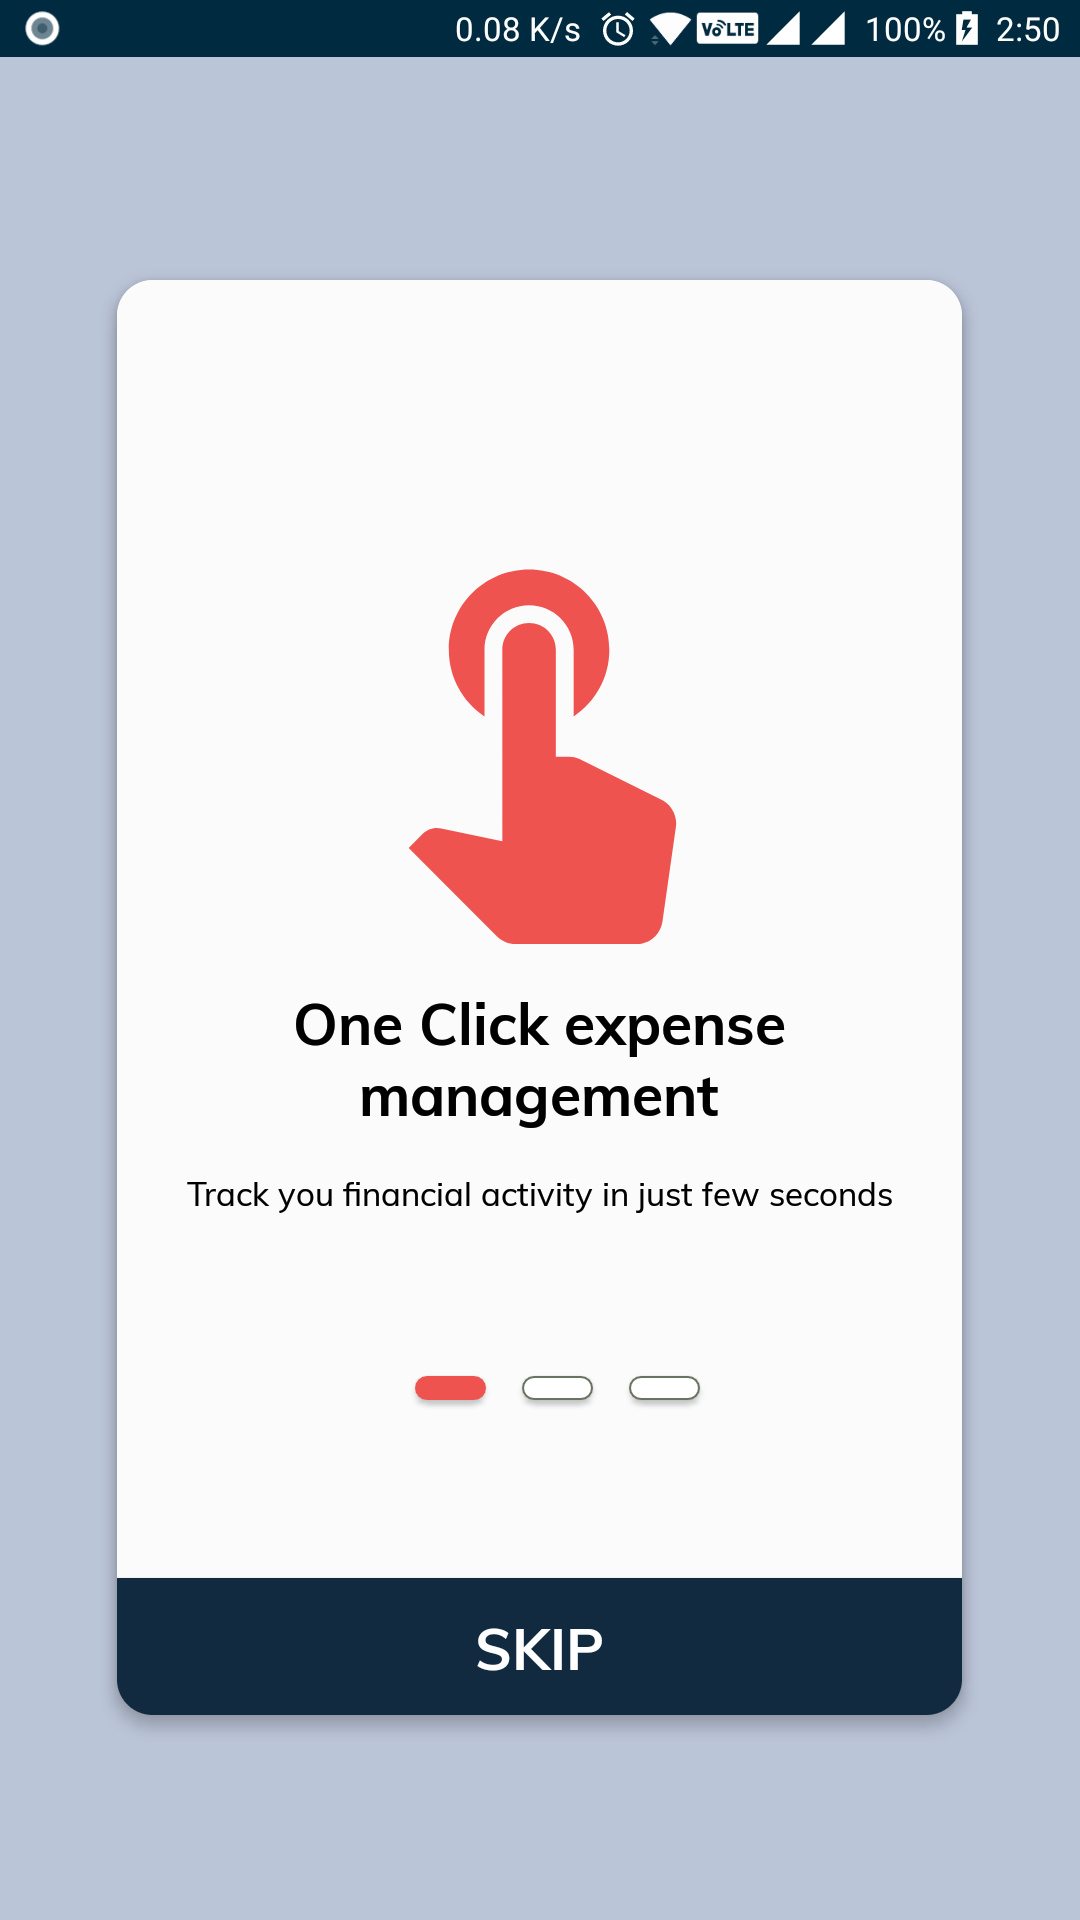 0.08 K/s VoLTE 100% 2:50
One Click expense
management
Track you financial activity in just few seconds
SKIP